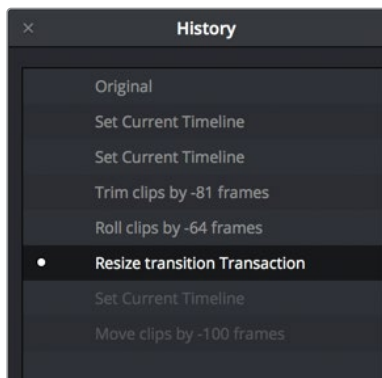 History
Original
Set Current Timeline
Set Current Timeline
Trim clips by -81 frames
Roll clips by -64 frames
Resize transition Transaction
Set Current Timeline
Move clips by -100 frames